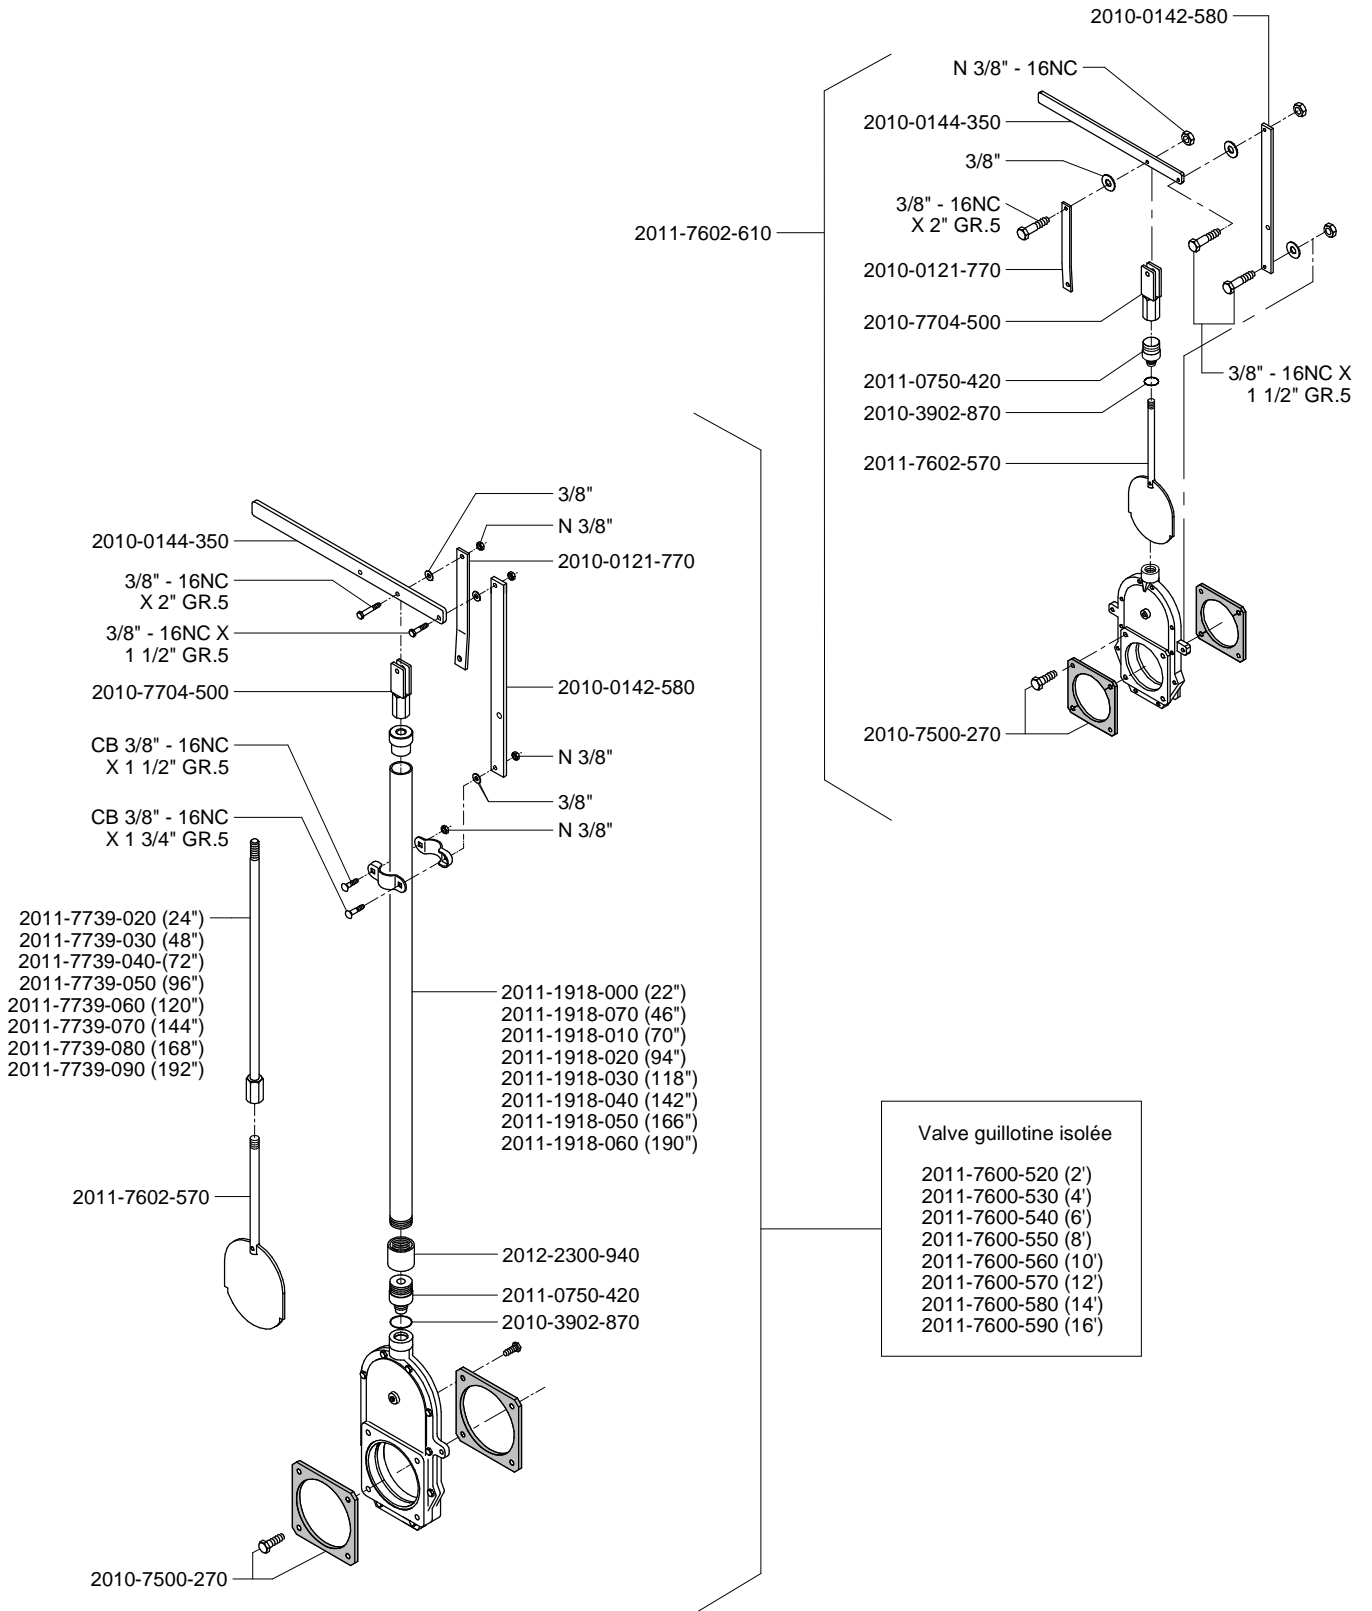 2010-0142-580
N 3/8" - 16NC
2010-0144-350
3/8"
3/8" - 16NC
X 2" GR.5
2011-7602-610
2010-0121-770
2010-7704-500
2011-0750-420
3/8" - 16NC X
1 1/2" GR.5
2010-3902-870
2011-7602-570
2010-7500-270
3/8"
N 3/8"
2010-0144-350
2010-0121-770
3/8" - 16NC
X 2" GR.5
3/8" - 16NC X
1 1/2" GR.5
2010-7704-500
2010-0142-580
CB 3/8" - 16NC
X 1 1/2" GR.5
N 3/8"
3/8"
CB 3/8" - 16NC
X 1 3/4" GR.5
N 3/8"
2011-7739-020 (24")
2011-7739-030 (48")
2011-7739-040-(72")
2011-7739-050 (96")
2011-7739-060 (120")
2011-7739-070 (144")
2011-7739-080 (168")
2011-7739-090 (192")
2011-1918-000 (22")
2011-1918-070 (46")
2011-1918-010 (70")
2011-1918-020 (94")
2011-1918-030 (118")
2011-1918-040 (142")
2011-1918-050 (166")
2011-1918-060 (190")
2011-7602-570
2012-2300-940
2011-0750-420
2010-3902-870
2010-7500-270
Valve guillotine isolée
2011-7600-520 (2')
2011-7600-530 (4')
2011-7600-540 (6')
2011-7600-550 (8')
2011-7600-560 (10')
2011-7600-570 (12')
2011-7600-580 (14')
2011-7600-590 (16')